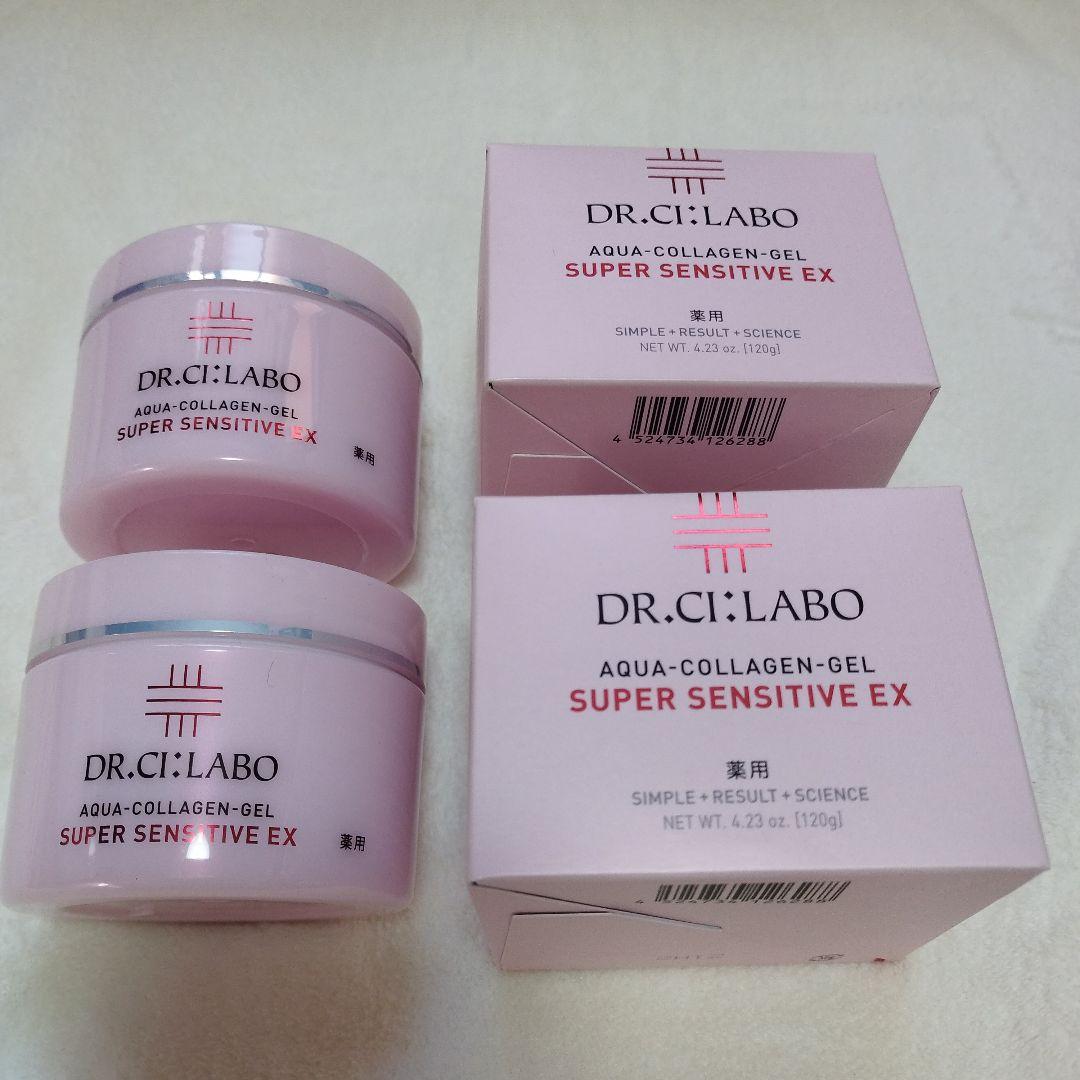 DR.CI:LABO
AQUA-COLLAGEN-GEL
SUPER SENSITIVE EX
薬用
DR.CI:LABO
AQUA-COLLAGEN-GEL
SUPER SENSITIVE EX
薬用
SIMPLE + RESULT + SCIENCE
NET WT. 4.23 oz. [120g]
4 524734 126288
DR.CI:LABO
AQUA-COLLAGEN-GEL
SUPER SENSITIVE EX
薬用
DR.CI:LABO
AQUA-COLLAGEN-GEL
SUPER SENSITIVE EX
薬用
SIMPLE + RESULT + SCIENCE
NET WT. 4.23 oz. [120g]